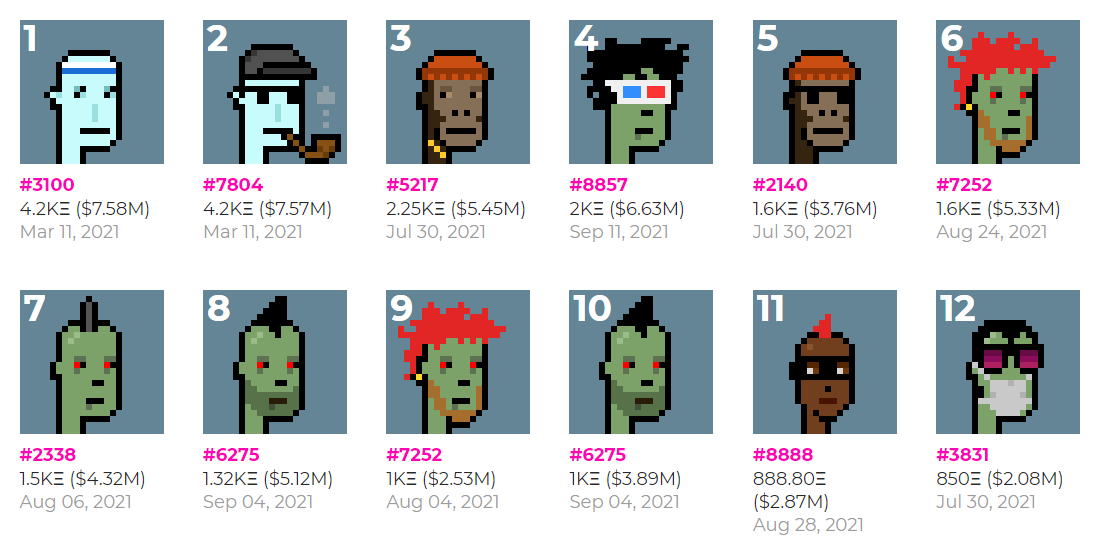 1 2 3 4 5 6
#3100 #7804 #5217 #8857 #2140 #7252
4.2KΞ ($7.58M) 4.2KΞ ($7.57M) 2.25KΞ ($5.45M) 2KΞ ($6.63M) 1.6KΞ ($3.76M) 1.6KΞ ($5.33M)
Mar 11, 2021 Mar 11, 2021 Jul 30, 2021 Sep 11, 2021 Jul 30, 2021 Aug 24, 2021
7 8 9 10 11 12
#2338 #6275 #7252 #6275 #8888 #3831
1.5KΞ ($4.32M) 1.32KΞ ($5.12M) 1KΞ ($2.53M) 1KΞ ($3.89M) 888.80Ξ 850Ξ ($2.08M)
Aug 06, 2021 Sep 04, 2021 Aug 04, 2021 Sep 04, 2021 ($2.87M) Jul 30, 2021
Aug 28, 2021